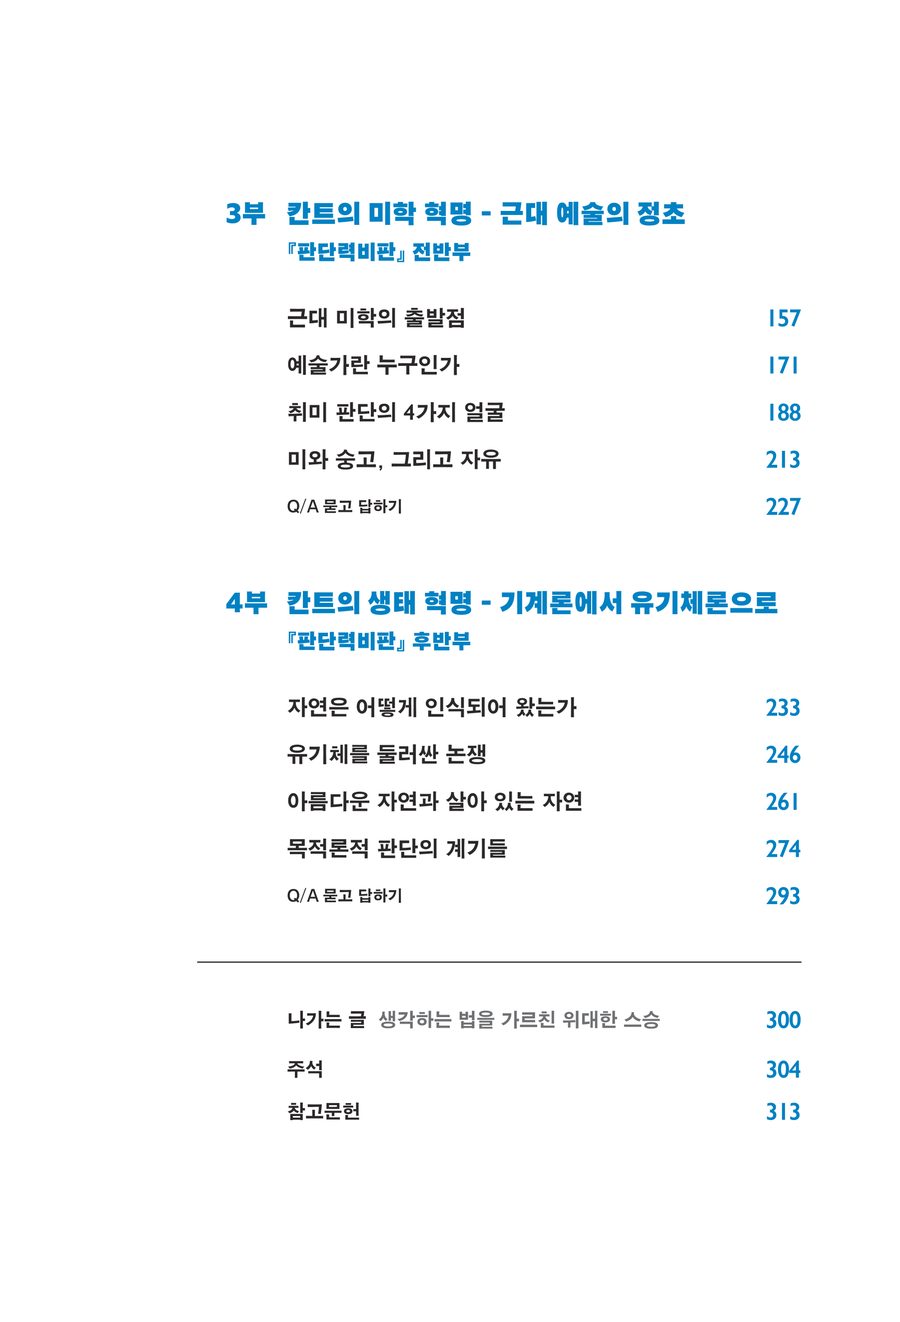 3부 칸트의 미학 혁명 - 근대 예술의 정초
『판단력비판』 전반부
근대 미학의 출발점 157
예술가란 누구인가 171
취미 판단의 4가지 얼굴 188
미와 숭고, 그리고 자유 213
Q/A 묻고 답하기 227
4부 칸트의 생태 혁명 - 기계론에서 유기체론으로
『판단력비판』 후반부
자연은 어떻게 인식되어 왔는가 233
유기체를 둘러싼 논쟁 246
아름다운 자연과 살아 있는 자연 261
목적론적 판단의 계기들 274
Q/A 묻고 답하기 293
나가는 글 생각하는 법을 가르친 위대한 스승 300
주석 304
참고문헌 313